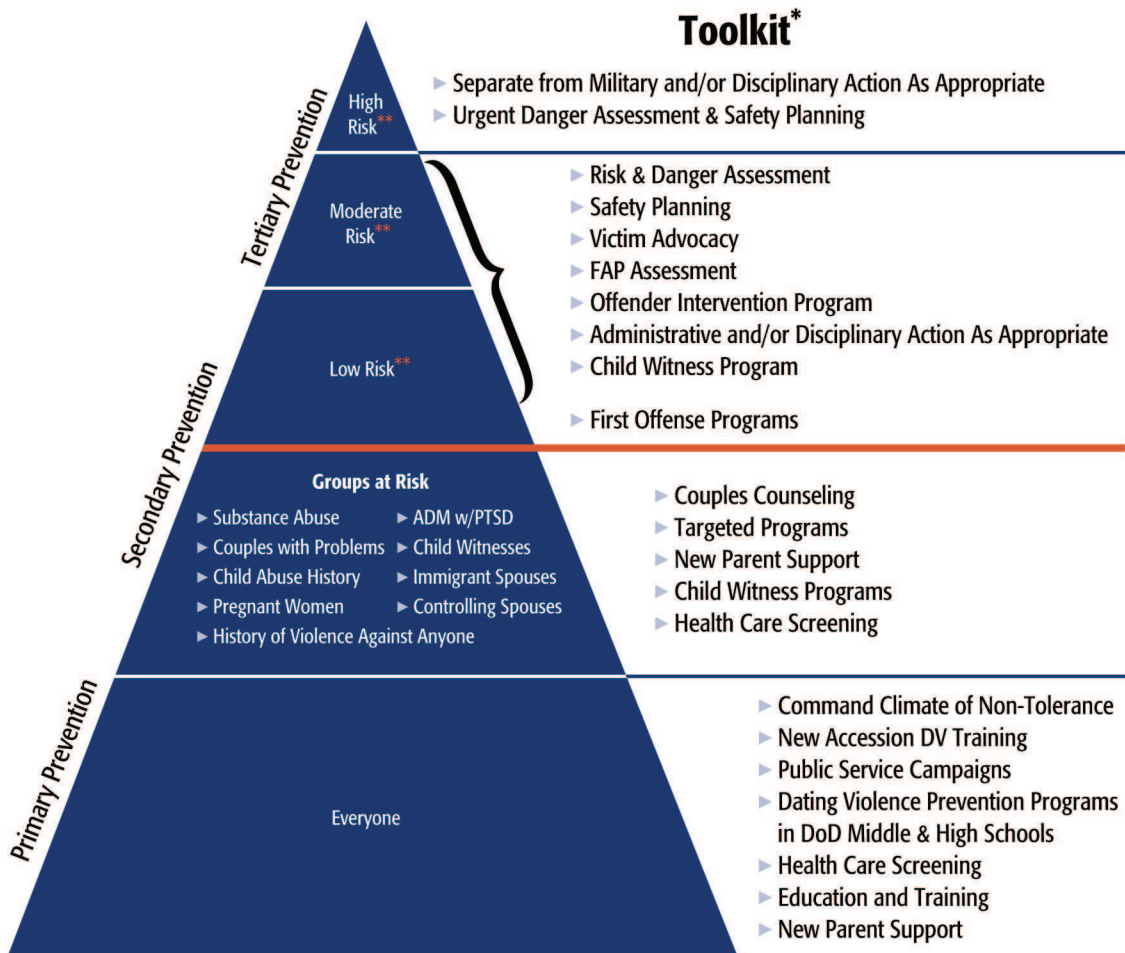 Toolkit*
▶ Separate from Military and/or Disciplinary Action As Appropriate
▶ Urgent Danger Assessment & Safety Planning
High
Risk**
Tertiary Prevention
Moderate
Risk**
▶ Risk & Danger Assessment
▶ Safety Planning
▶ Victim Advocacy
▶ FAP Assessment
▶ Offender Intervention Program
▶ Administrative and/or Disciplinary Action As Appropriate
▶ Child Witness Program
Low Risk**
▶ First Offense Programs
Secondary Prevention
Groups at Risk
▶ Substance Abuse
▶ Couples with Problems
▶ Child Abuse History
▶ Pregnant Women
▶ History of Violence Against Anyone
▶ ADM w/PTSD
▶ Child Witnesses
▶ Immigrant Spouses
▶ Controlling Spouses
▶ Couples Counseling
▶ Targeted Programs
▶ New Parent Support
▶ Child Witness Programs
▶ Health Care Screening
Primary Prevention
Everyone
▶ Command Climate of Non-Tolerance
▶ New Accession DV Training
▶ Public Service Campaigns
▶ Dating Violence Prevention Programs
in DoD Middle & High Schools
▶ Health Care Screening
▶ Education and Training
▶ New Parent Support